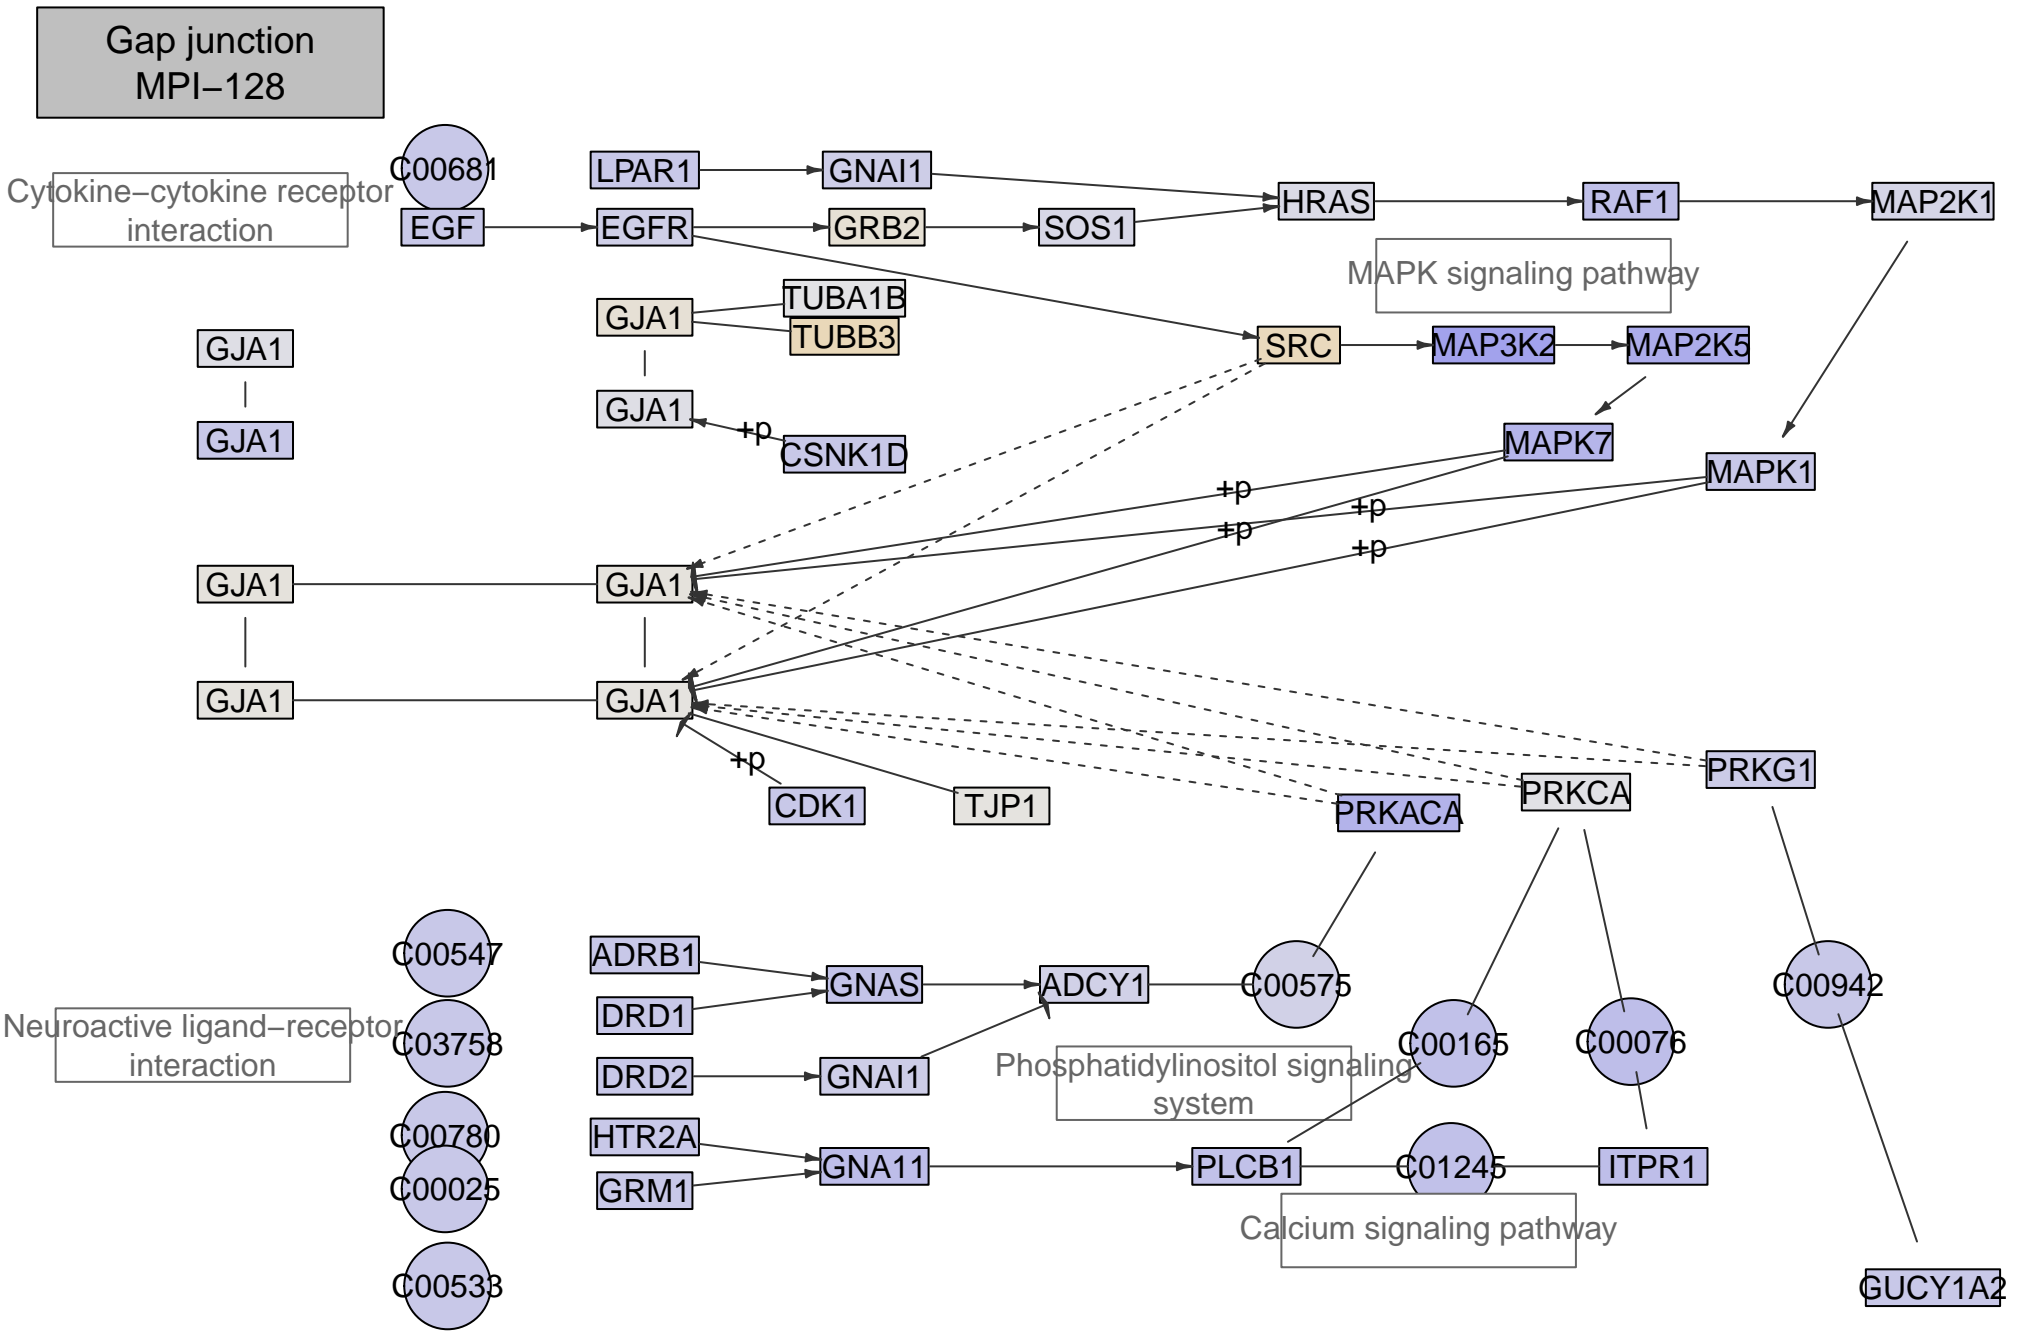 Gap junction
MPI−128
C00681
LPAR1
GNAI1
Cytokine−cytokine receptor
interaction
HRAS
RAF1
MAP2K1
EGF
EGFR
GRB2
SOS1
MAPK signaling pathway
TUBA1B
GJA1
TUBB3
GJA1
SRC
MAP3K2
MAP2K5
GJA1
+p
GJA1
CSNK1D
MAPK7
MAPK1
+p
+p
+p
+p
GJA1
GJA1
GJA1
GJA1
+p
CDK1
TJP1
PRKACA
PRKCA
PRKG1
C00547
ADRB1
GNAS
ADCY1
C00575
C00942
DRD1
Neuroactive ligand−receptor
interaction
C03758
C00165
C00076
DRD2
GNAI1
Phosphatidylinositol signaling
system
C00780
HTR2A
GNA11
PLCB1
C01245
ITPR1
C00025
GRM1
Calcium signaling pathway
C00533
GUCY1A2